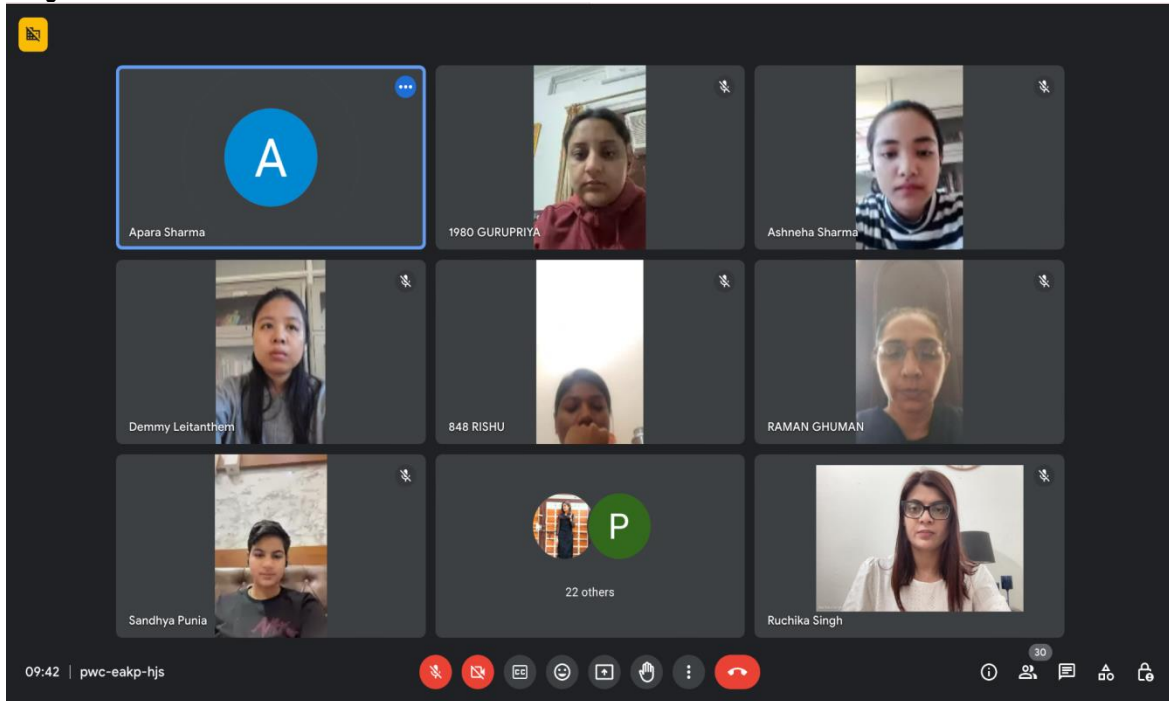 A
Apara Sharma
1980 GURUPRIYA
Ashneha Sharma
Demmy Leitanthem
848 RISHU
RAMAN GHUMAN
Sandhya Punia
P
22 others
Ruchika Singh
09:42 | pwc-eakp-hjs
CC
30